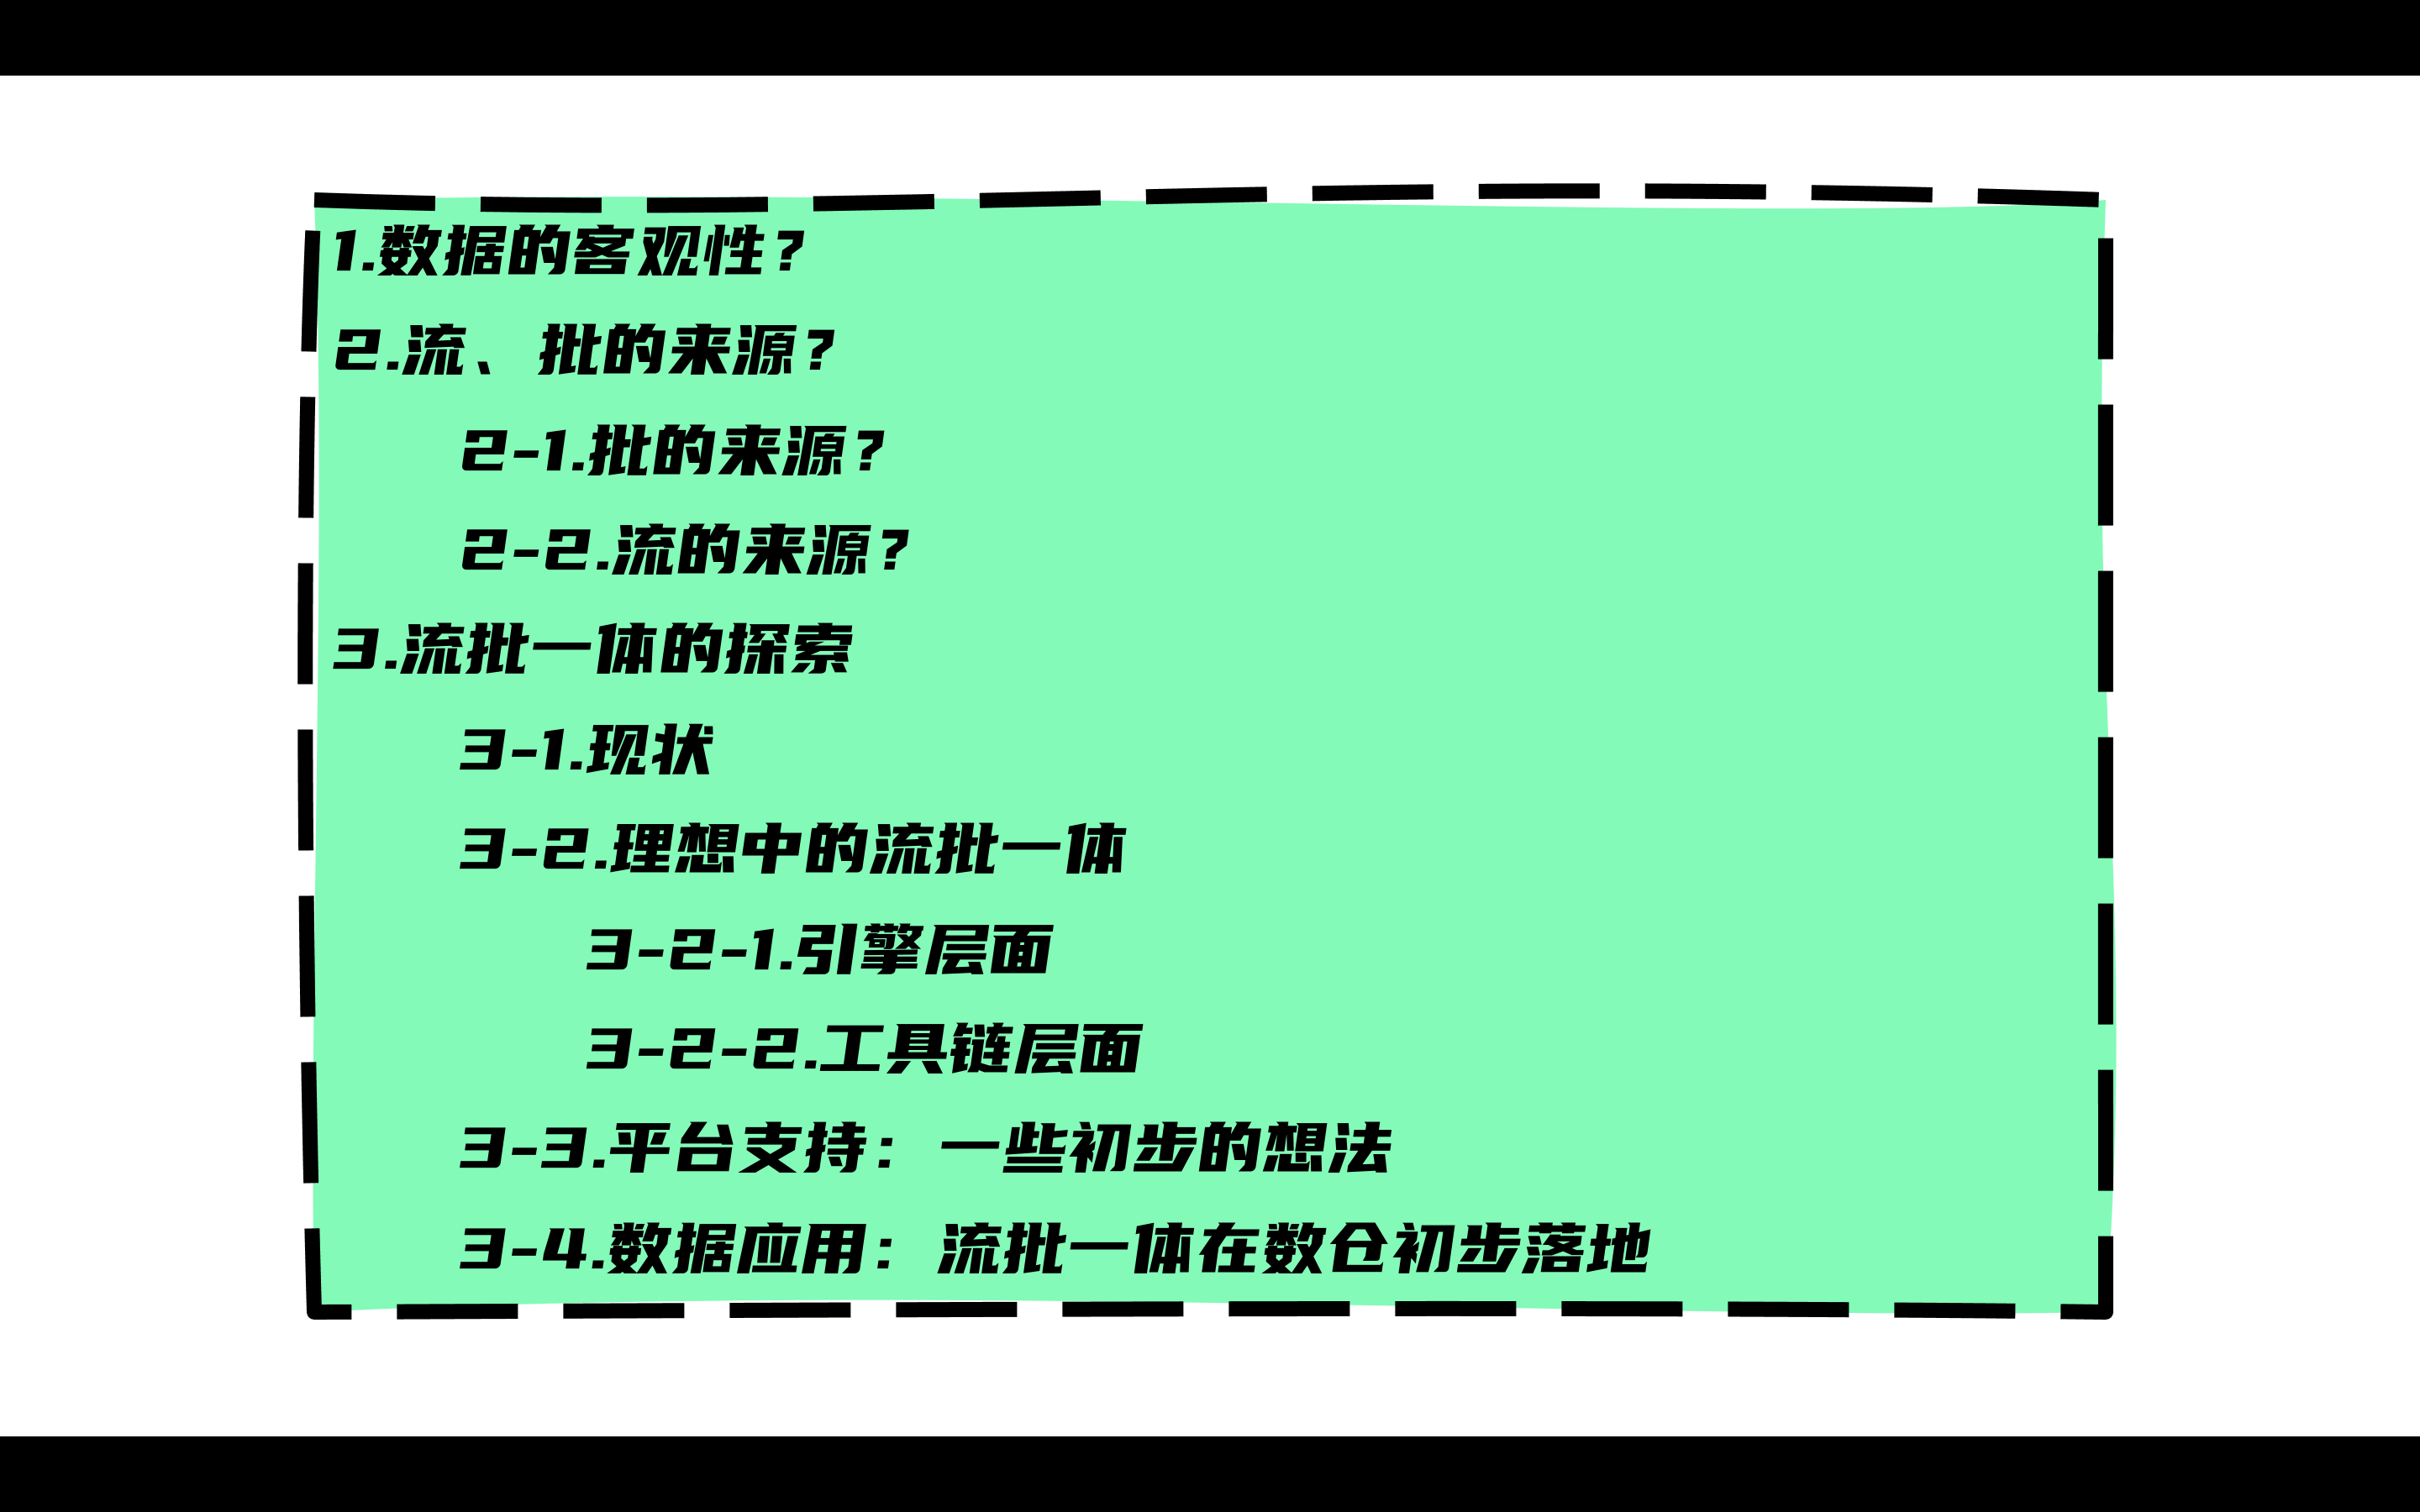 1.数据的客观性？
2.流、批的来源？
2-1.批的来源？
2-2.流的来源？
3.流批一体的探索
3-1.现状
3-2.理想中的流批一体
3-2-1.引擎层面
3-2-2.工具链层面
3-3.平台支持：一些初步的想法
3-4.数据应用：流批一体在数仓初步落地